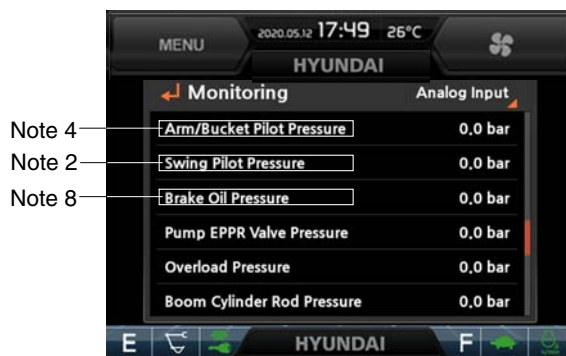 MENU
2020.05.12 17:49 26°C
HYUNDAI
Monitoring Analog Input
Note 4 Arm/Bucket Pilot Pressure 0,0 bar
Note 2 Swing Pilot Pressure 0,0 bar
Note 8 Brake Oil Pressure 0,0 bar
Pump EPPR Valve Pressure 0,0 bar
Overload Pressure 0,0 bar
Boom Cylinder Rod Pressure 0,0 bar
E HYUNDAI F